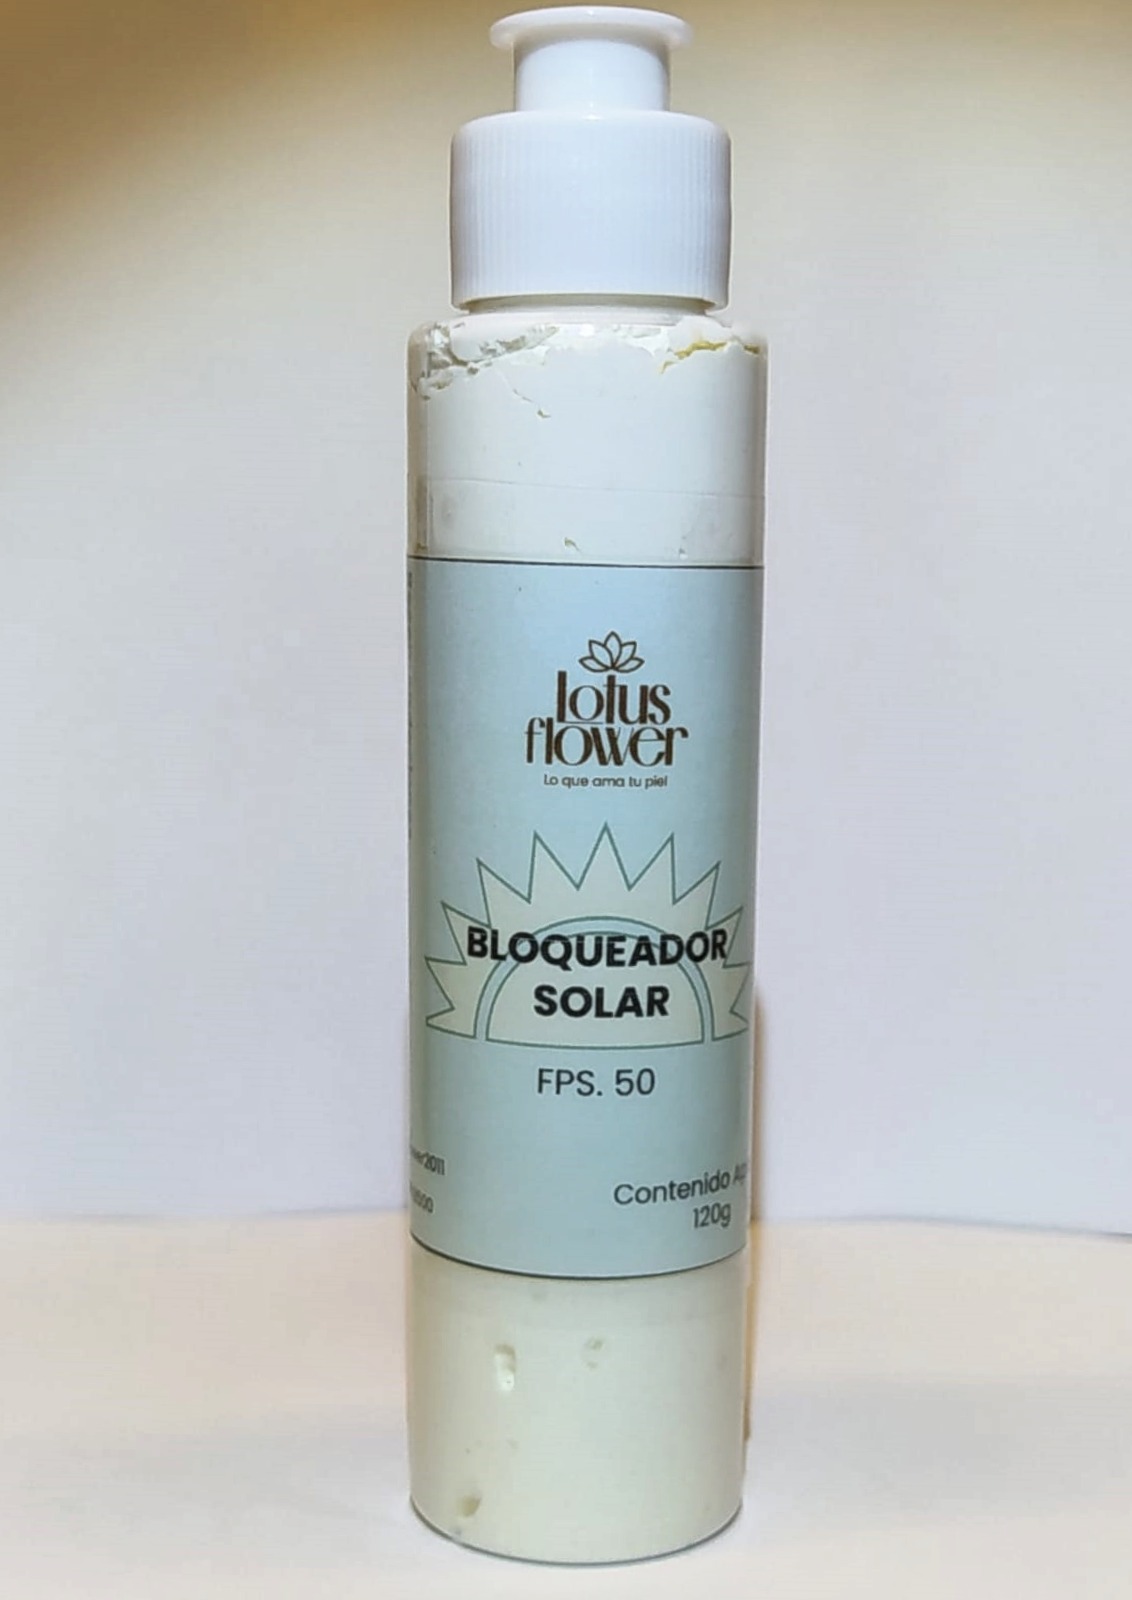 lotus
flower
Lo que ama tu piel
BLOQUEADOR
SOLAR
FPS. 50
Contenido
120g